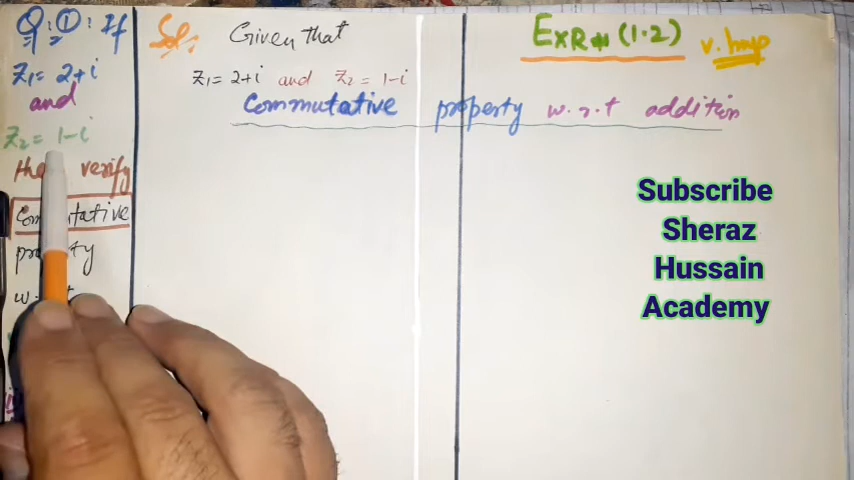 Q:①: If
Z₁= 2+i
and
Z₂= 1-i
verify
w.
Sol: Given that
Z₁=2+i and Z₂ = 1-i
Commutative property w.r.t addition
EXR# (1.2)
v.Imp
Subscribe
Sheraz
Hussain
Academy